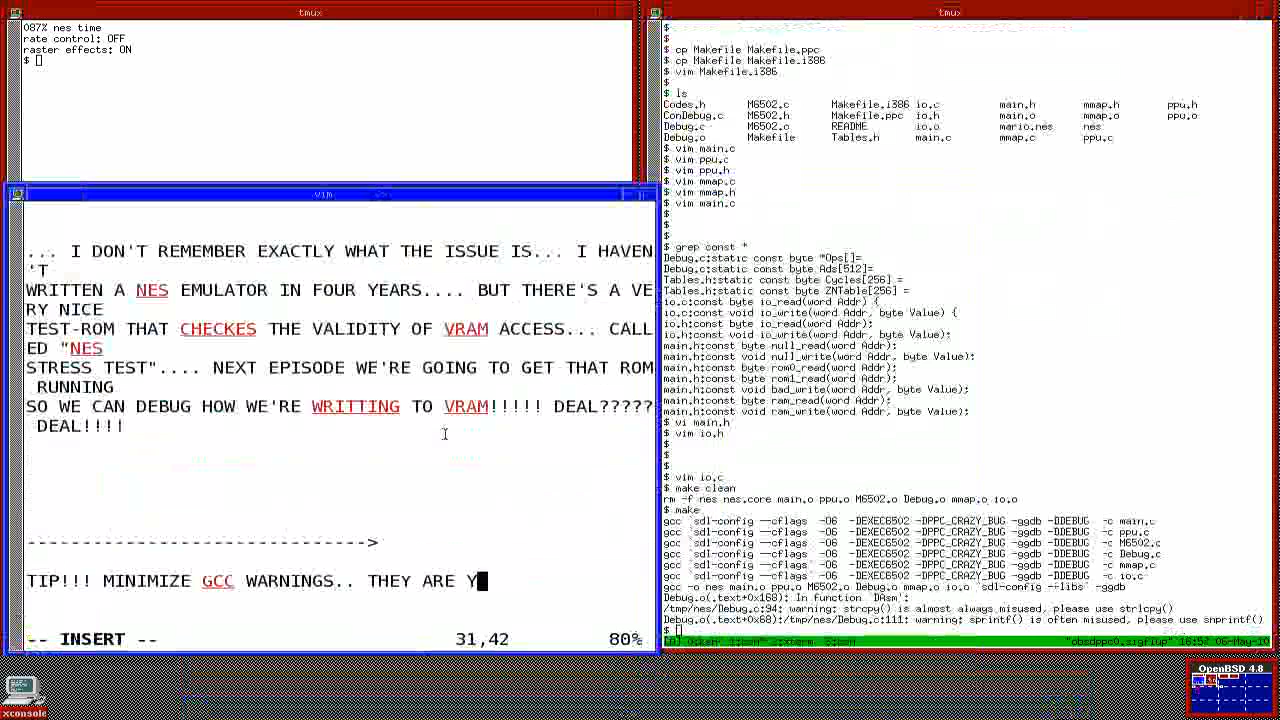 tmux
087% nes time
rate control: OFF
raster effects: ON
$
vim
... I DON'T REMEMBER EXACTLY WHAT THE ISSUE IS... I HAVEN
'T
WRITTEN A NES EMULATOR IN FOUR YEARS.... BUT THERE'S A VE
RY NICE
TEST-ROM THAT CHECKES THE VALIDITY OF VRAM ACCESS... CALL
ED "NES
STRESS TEST".... NEXT EPISODE WE'RE GOING TO GET THAT ROM
RUNNING
SO WE CAN DEBUG HOW WE'RE WRITTING TO VRAM!!!!! DEAL?????
DEAL!!!!
------------------------------->
TIP!!! MINIMIZE GCC WARNINGS.. THEY ARE Y
-- INSERT -- 31,42 80%
tmux
$
$
$ cp Makefile Makefile.ppc
$ cp Makefile Makefile.i386
$ vim Makefile.i386
$
$ ls
Codes.h M6502.c Makefile.i386 io.c main.h mmap.h ppu.h
ConDebug.c M6502.h Makefile.ppc io.h main.o mmap.o ppu.o
Debug.c M6502.o README io.o mario.nes nes
Debug.o Makefile Tables.h main.c mmap.c ppu.c
$ vim main.c
$ vim ppu.c
$ vim ppu.h
$ vim mmap.c
$ vim mmap.h
$ vim main.c
$
$
$
$ grep const *
Debug.c:static const byte *Ops[]=
Debug.c:static const byte Ads[512]=
Tables.h:static const byte Cycles[256] =
Tables.h:static const byte ZNTable[256] =
io.c:const byte io_read(word Addr) {
io.c:const void io_write(word Addr, byte Value) {
io.h:const byte io_read(word Addr);
io.h:const void io_write(word Addr, byte Value);
main.h:const byte null_read(word Addr);
main.h:const void null_write(word Addr, byte Value);
main.h:const byte rom0_read(word Addr);
main.h:const byte rom1_read(word Addr);
main.h:const void bad_write(word Addr, byte Value);
main.h:const byte ram_read(word Addr);
main.h:const void ram_write(word Addr, byte Value);
$ vi main.h
$ vim io.h
$
$
$
$ vim io.c
$ make clean
rm -f nes nes.core main.o ppu.o M6502.o Debug.o mmap.o io.o
$ make
gcc `sdl-config --cflags` -O6 -DEXEC6502 -DPPC_CRAZY_BUG -ggdb -DDEBUG -c main.c
gcc `sdl-config --cflags` -O6 -DEXEC6502 -DPPC_CRAZY_BUG -ggdb -DDEBUG -c ppu.c
gcc `sdl-config --cflags` -O6 -DEXEC6502 -DPPC_CRAZY_BUG -ggdb -DDEBUG -c M6502.c
gcc `sdl-config --cflags` -O6 -DEXEC6502 -DPPC_CRAZY_BUG -ggdb -DDEBUG -c Debug.c
gcc `sdl-config --cflags` -O6 -DEXEC6502 -DPPC_CRAZY_BUG -ggdb -DDEBUG -c mmap.c
gcc `sdl-config --cflags` -O6 -DEXEC6502 -DPPC_CRAZY_BUG -ggdb -DDEBUG -c io.c
gcc -o nes main.o ppu.o M6502.o Debug.o mmap.o io.o `sdl-config --libs` -ggdb
Debug.o(.text+0x168): In function `DAsm':
/tmp/nes/Debug.c:94: warning: strcpy() is almost always misused, please use strlcpy()
Debug.o(.text+0x68):/tmp/nes/Debug.c:111: warning: sprintf() is often misused, please use snprintf()
$
"obsdppc0.sigflup" 16:57 06-May-10
xconsole
OpenBSD 4.8